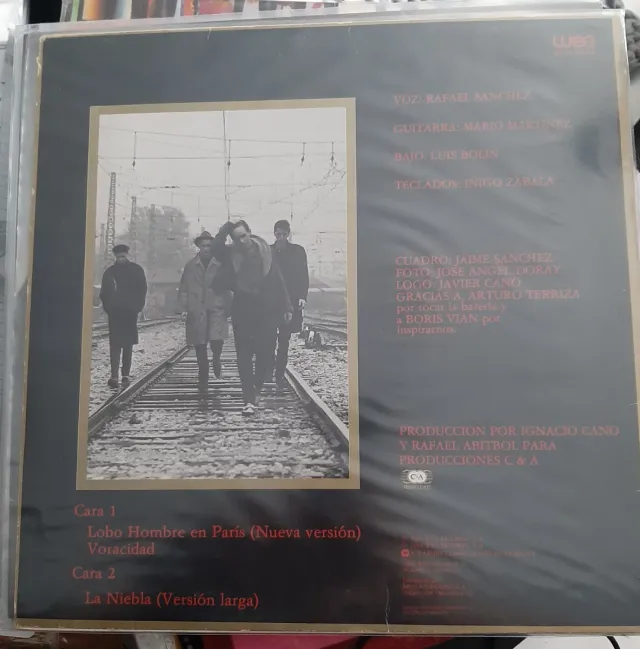 wea
VOZ: RAFAEL SANCHEZ
GUITARRA: MARIO MARTINEZ
BAJO: LUIS BOLIN
TECLADOS: IÑIGO ZABALA
CUADRO: JAIME SANCHEZ
FOTO: JOSE ANGEL DORAY
LOGO: JAVIER CANO
GRACIAS A. ARTURO TERRIZA
por tocar la batería y
a BORIS VIAN por
inspirarnos.
PRODUCCION POR IGNACIO CANO
Y RAFAEL ABITBOL PARA
PRODUCCIONES C & A
C&A
Cara 1
Lobo Hombre en París (Nueva versión)
Voracidad
Cara 2
La Niebla (Versión larga)